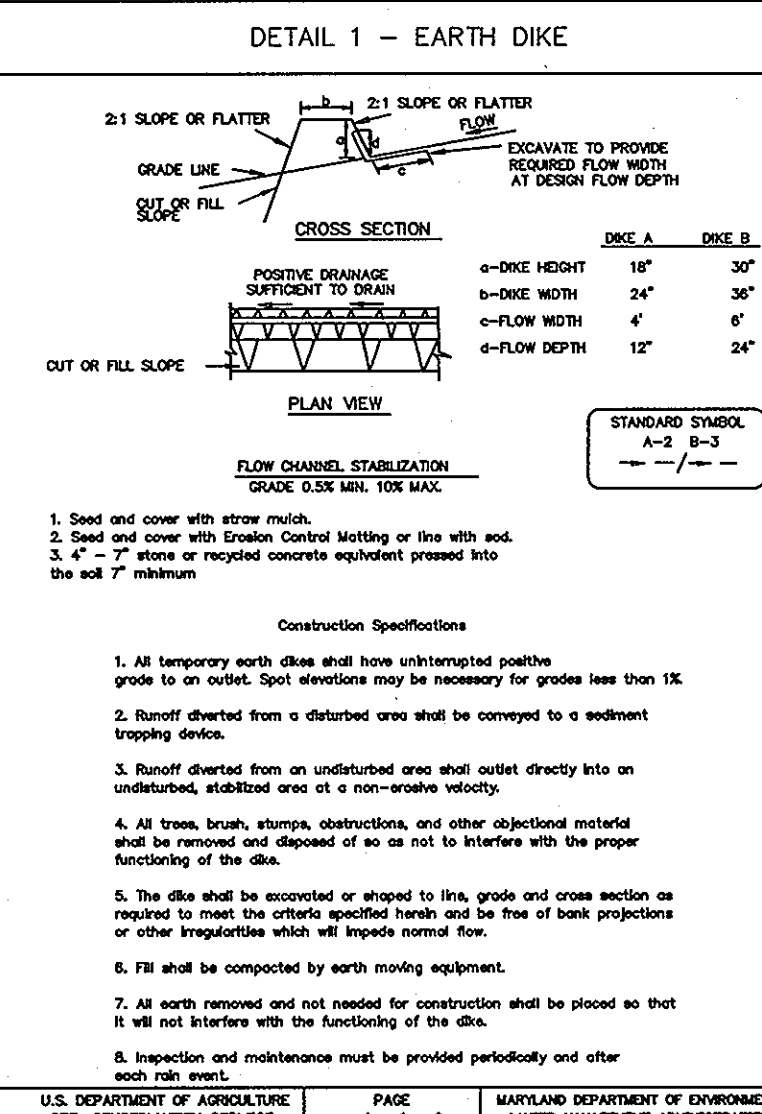 DETAIL 1 – EARTH DIKE
b
2:1 SLOPE OR FLATTER
2:1 SLOPE OR FLATTER
FLOW
a
d
c
GRADE LINE
CUT OR FILL
SLOPE
EXCAVATE TO PROVIDE
REQUIRED FLOW WIDTH
AT DESIGN FLOW DEPTH
CROSS SECTION
DIKE A DIKE B
a-DIKE HEIGHT 18" 30"
b-DIKE WIDTH 24" 36"
c-FLOW WIDTH 4' 6'
d-FLOW DEPTH 12" 24"
POSITIVE DRAINAGE
SUFFICIENT TO DRAIN
CUT OR FILL SLOPE
PLAN VIEW
STANDARD SYMBOL
A-2 B-3
FLOW CHANNEL STABILIZATION
GRADE 0.5% MIN. 10% MAX.
1. Seed and cover with straw mulch.
2. Seed and cover with Erosion Control Matting or line with sod.
3. 4" – 7" stone or recycled concrete equivalent pressed into
the soil 7" minimum
Construction Specifications
1. All temporary earth dikes shall have uninterrupted positive
grade to an outlet. Spot elevations may be necessary for grades less than 1%.
2. Runoff diverted from a disturbed area shall be conveyed to a sediment
trapping device.
3. Runoff diverted from an undisturbed area shall outlet directly into an
undisturbed, stabilized area at a non-erosive velocity.
4. All trees, brush, stumps, obstructions, and other objectional material
shall be removed and disposed of so as not to interfere with the proper
functioning of the dike.
5. The dike shall be excavated or shaped to line, grade and cross section as
required to meet the criteria specified herein and be free of bank projections
or other irregularities which will impede normal flow.
6. Fill shall be compacted by earth moving equipment.
7. All earth removed and not needed for construction shall be placed so that
it will not interfere with the functioning of the dike.
8. Inspection and maintenance must be provided periodically and after
each rain event.
U.S. DEPARTMENT OF AGRICULTURE
PAGE
MARYLAND DEPARTMENT OF ENVIRONME